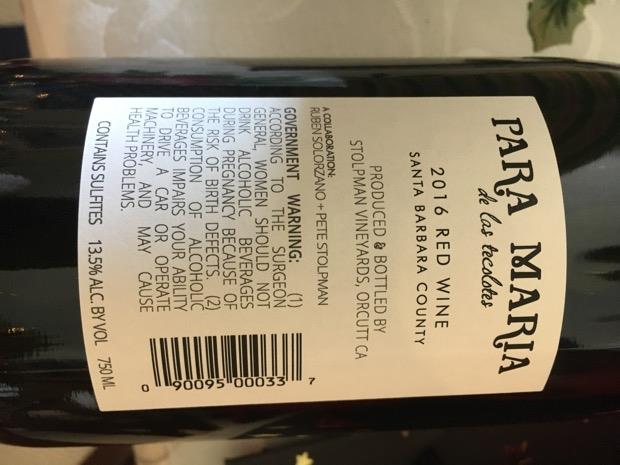 PARA MARIA
de los tecolotes
2016 RED WINE
SANTA BARBARA COUNTY
PRODUCED & BOTTLED BY
STOLPMAN VINEYARDS, ORCUTT CA
A COLLABORATION:
RUBEN SOLORZANO + PETE STOLPMAN
GOVERNMENT WARNING: (1)
ACCORDING TO THE SURGEON
GENERAL, WOMEN SHOULD NOT
DRINK ALCOHOLIC BEVERAGES
DURING PREGNANCY BECAUSE OF
THE RISK OF BIRTH DEFECTS. (2)
CONSUMPTION OF ALCOHOLIC
BEVERAGES IMPAIRS YOUR ABILITY
TO DRIVE A CAR OR OPERATE
MACHINERY, AND MAY CAUSE
HEALTH PROBLEMS.
0 90095 00033 7
CONTAINS SULFITES 13.5% ALC. BY VOL 750 ML